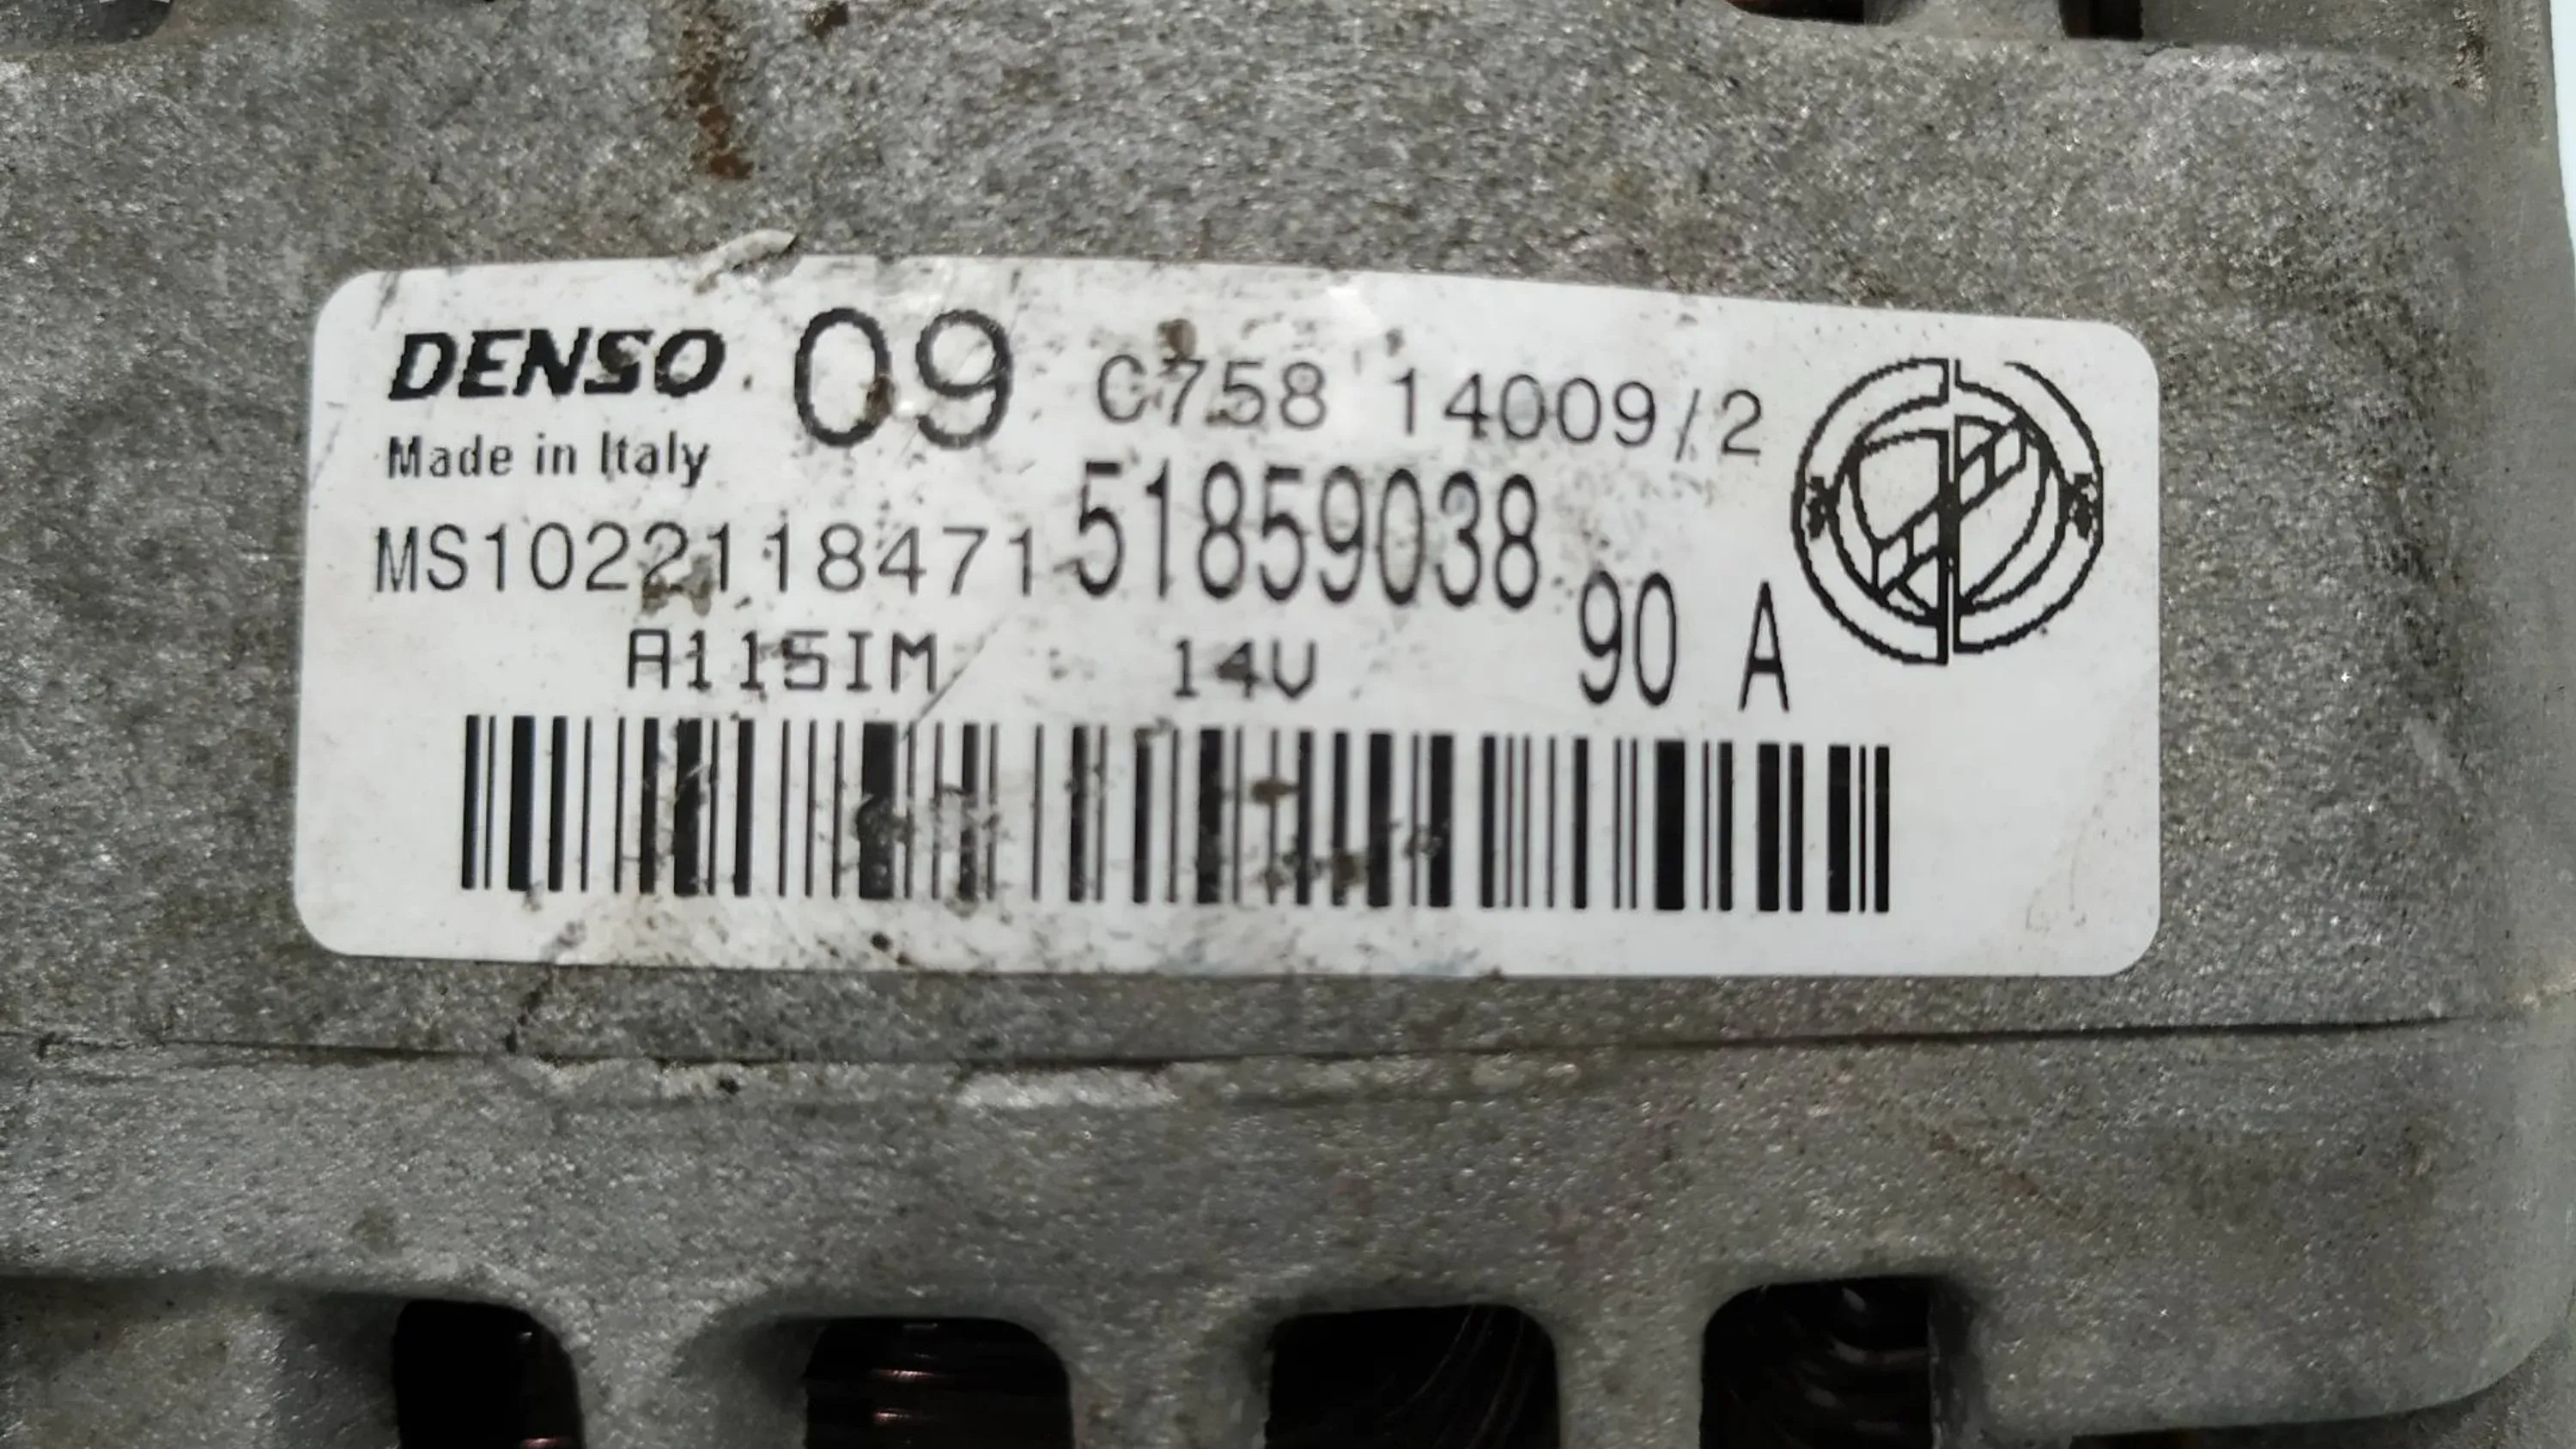 DENSO 09 C758 14009/2
Made in Italy
MS1022118471 51859038
A115IM 14V 90 A